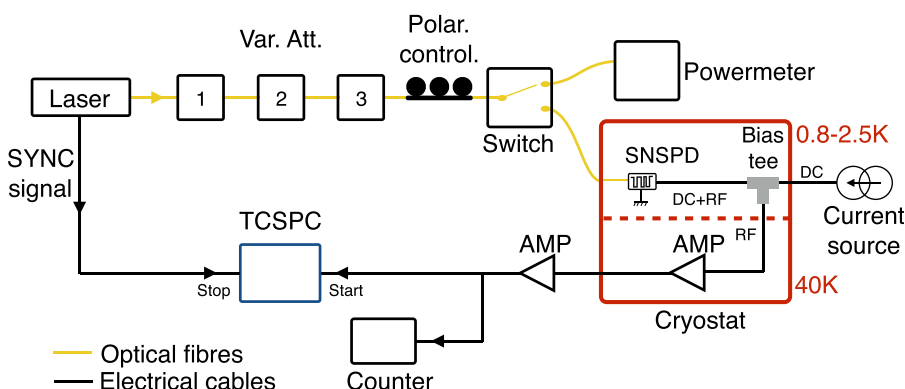 Var. Att.
Polar.
control.
Laser
1
2
3
Powermeter
Switch
SYNC
signal
SNSPD
Bias
tee
0.8-2.5K
DC
DC+RF
Current
source
RF
TCSPC
AMP
AMP
40K
Stop
Start
Cryostat
Optical fibres
Electrical cables
Counter